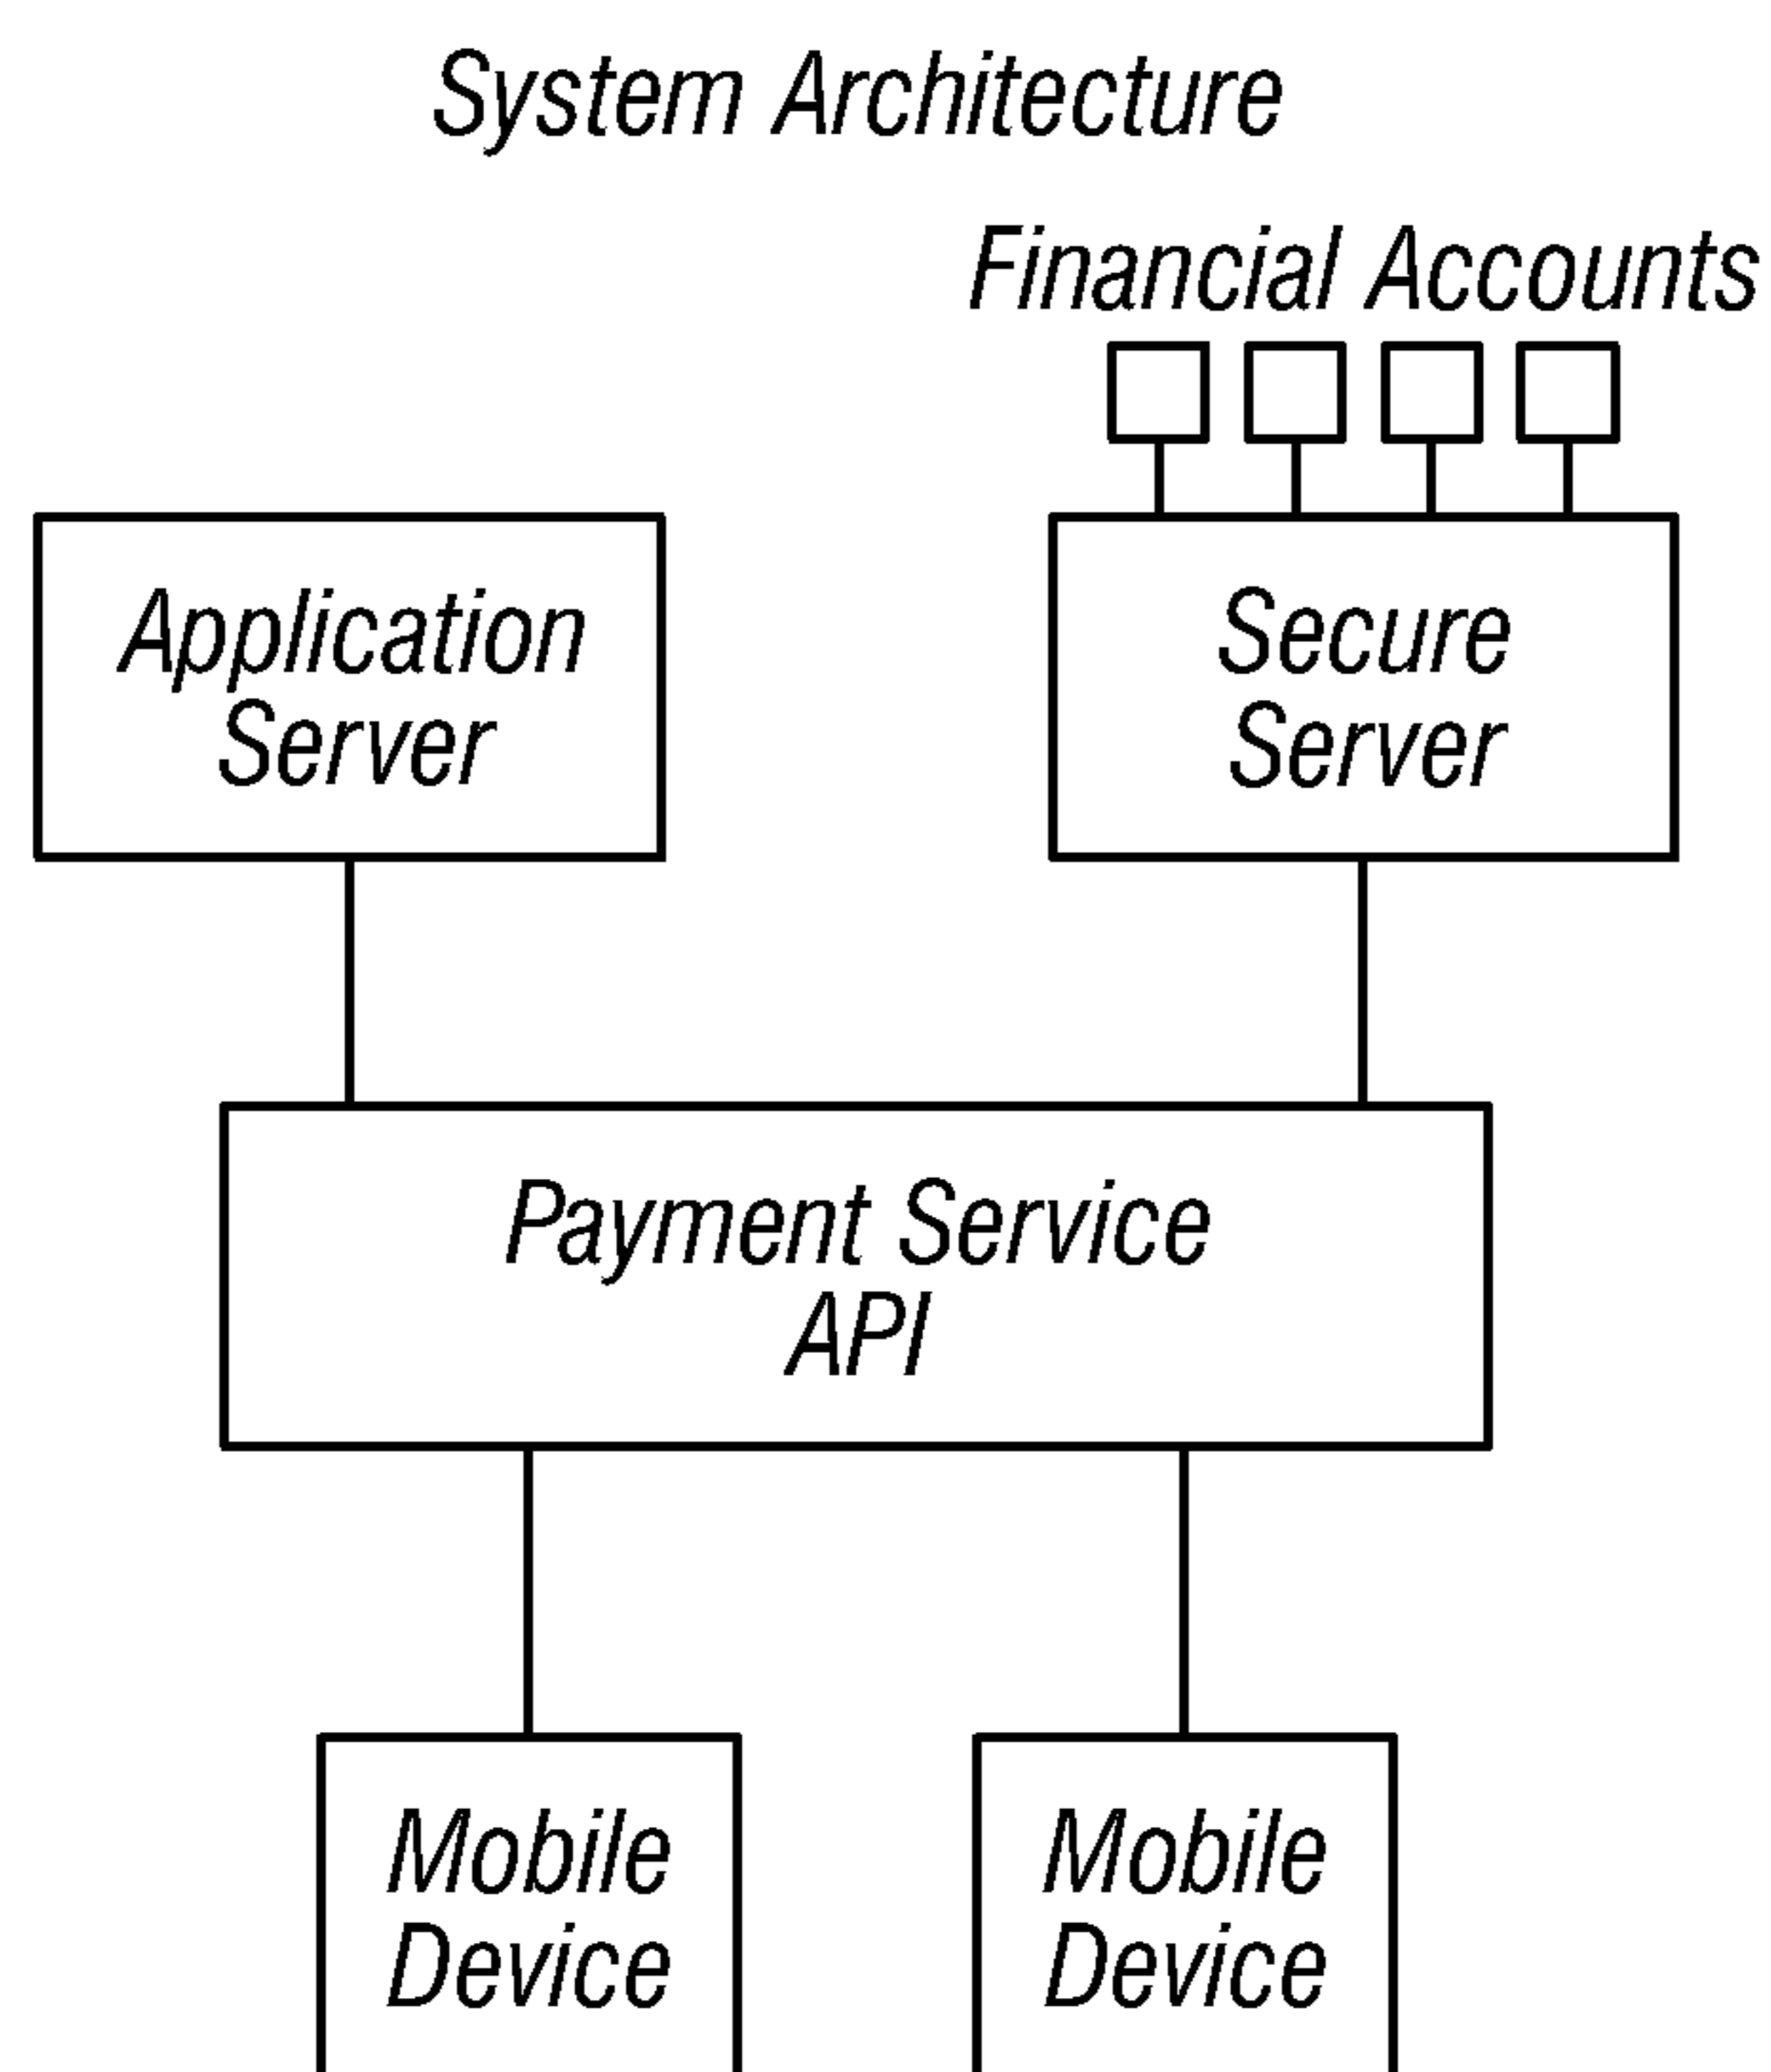 System Architecture
Financial Accounts
Application
Server
Secure
Server
Payment Service
API
Mobile
Device
Mobile
Device